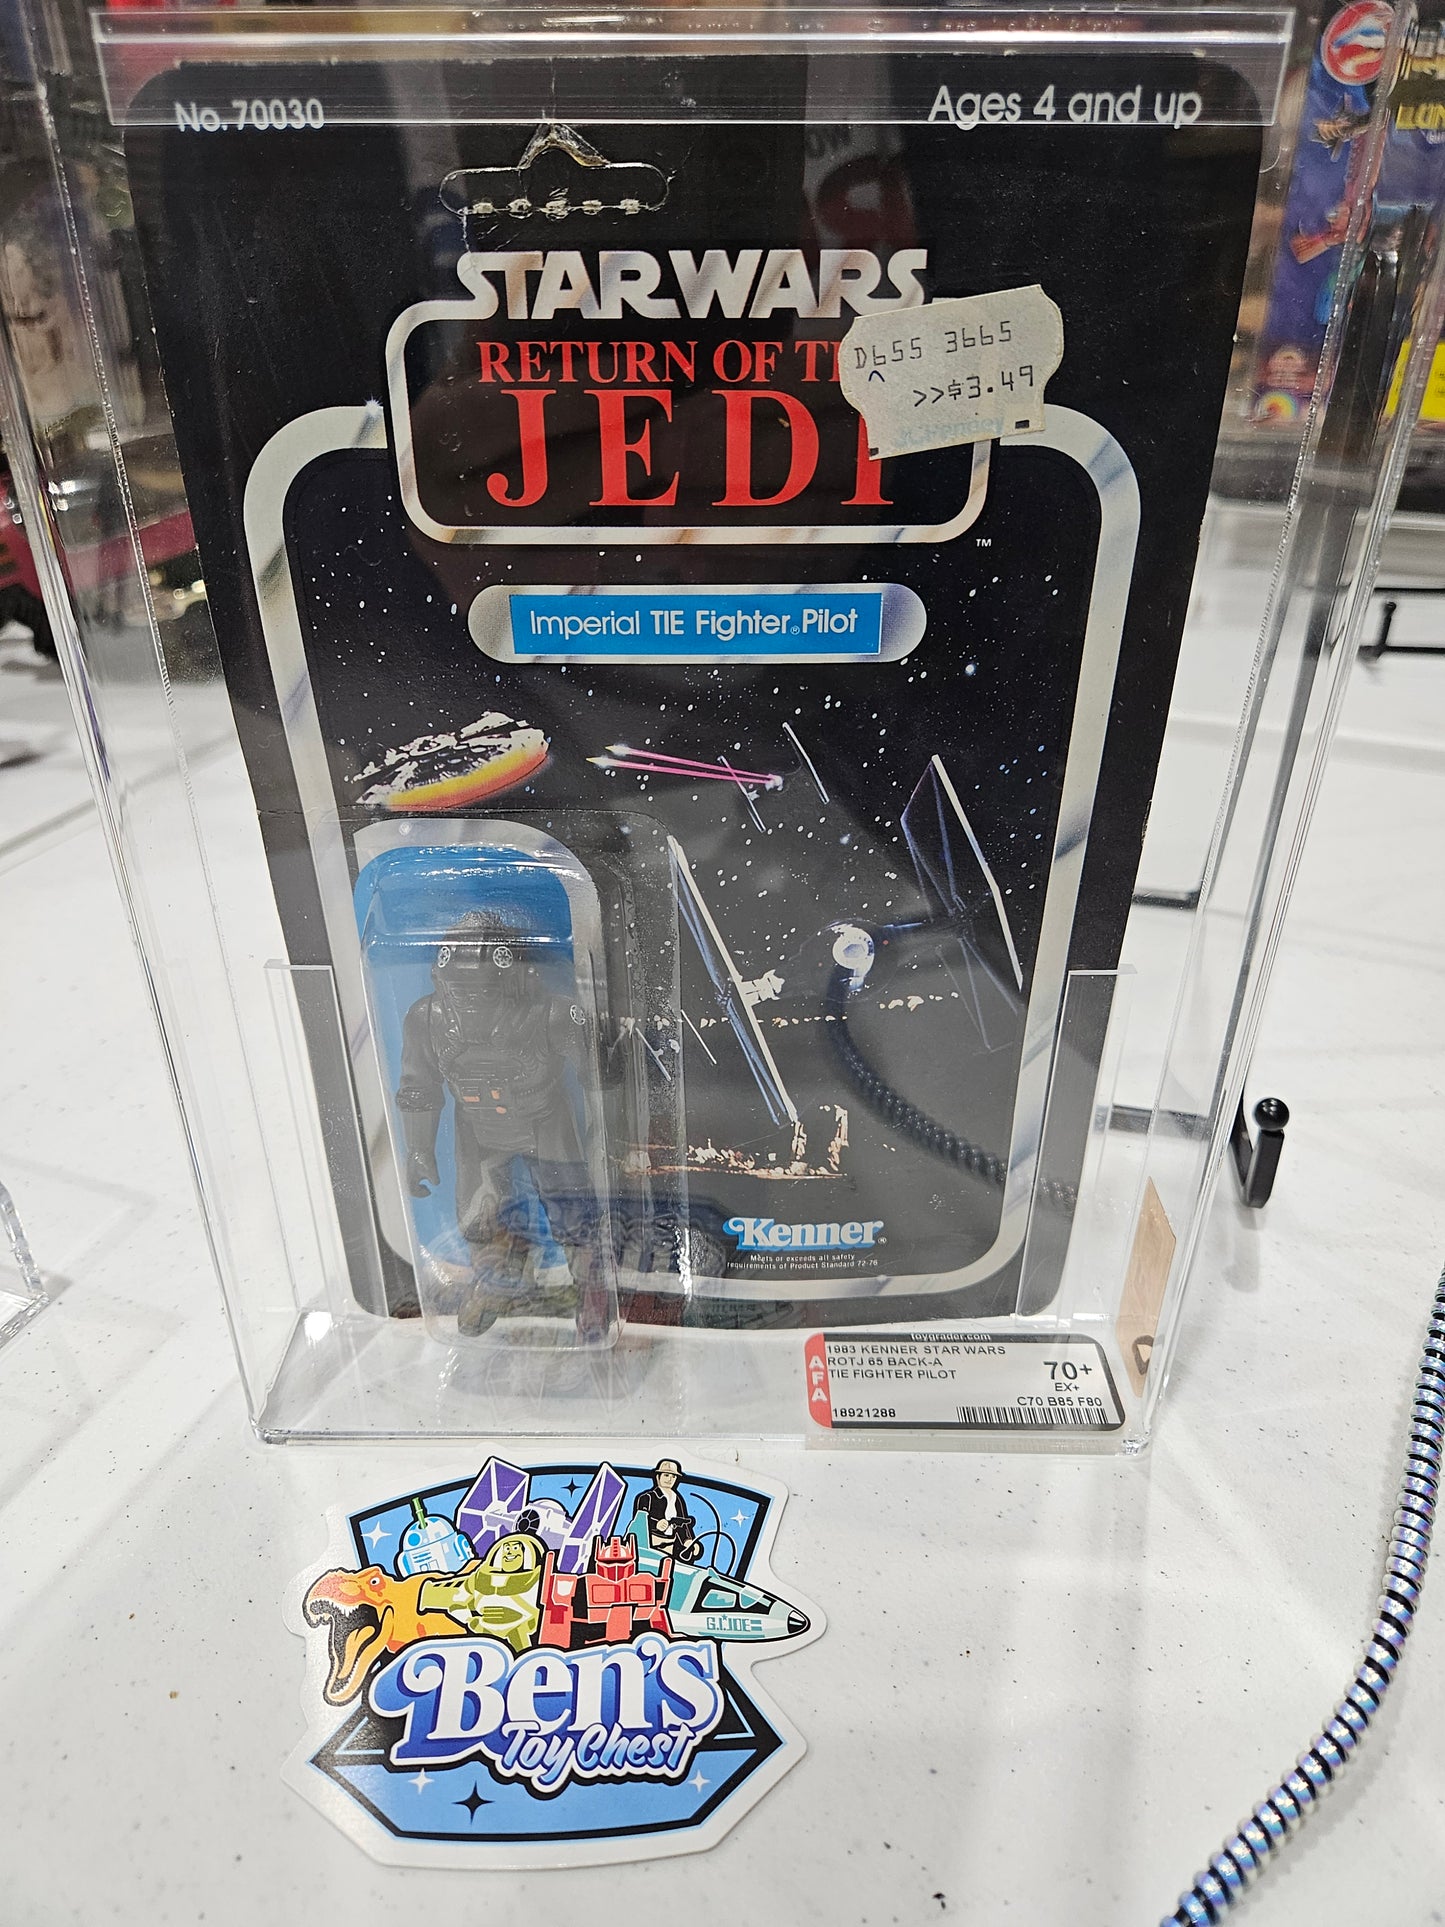 No. 70030
Ages 4 and up
STAR WARS
RETURN OF T
JEDI
D655 3665
^
>>$3.49
JCPenney
TM
Imperial TIE Fighter® Pilot
Kenner®
Meets or exceeds all safety
requirements of Product Standard 72-76
toygrader.com
AFA
1983 KENNER STAR WARS
ROTJ 65 BACK-A
TIE FIGHTER PILOT
70+
EX+
C70 B85 F80
18921288
G.I. JOE
Ben's
Toy Chest